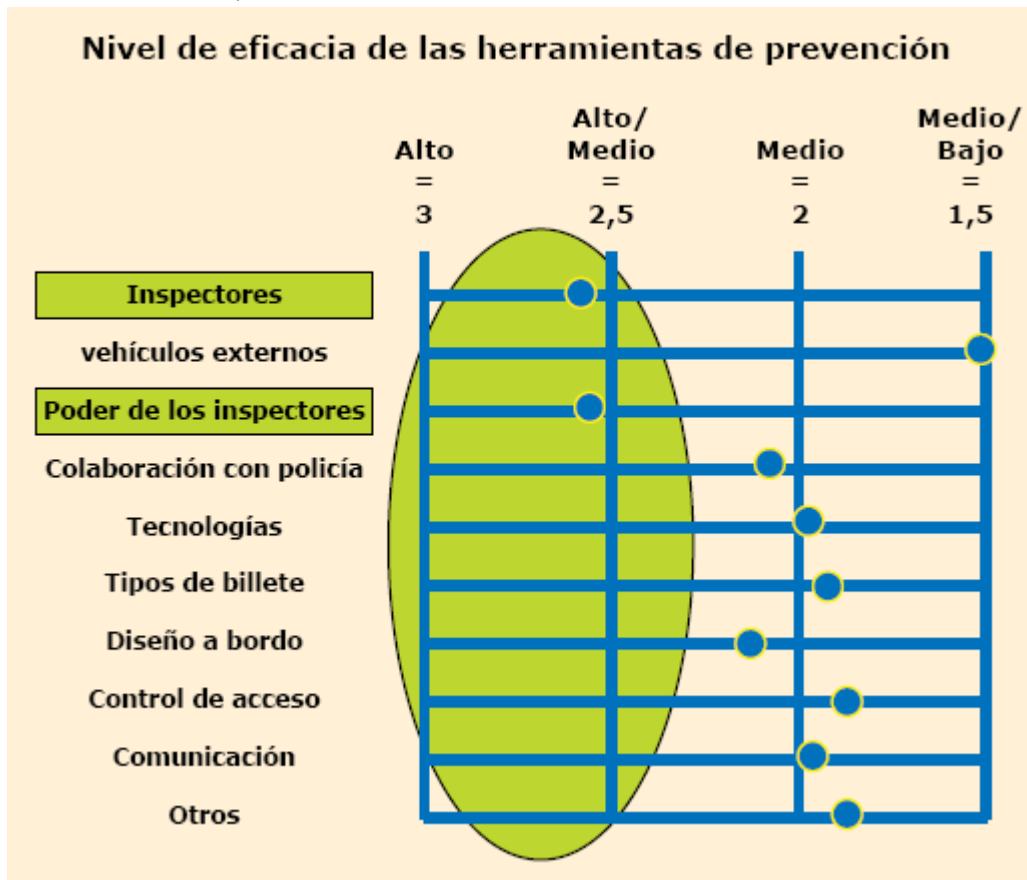 Nivel de eficacia de las herramientas de prevención
Alto
=
3
Alto/
Medio
=
2,5
Medio
=
2
Medio/
Bajo
=
1,5
Inspectores
vehículos externos
Poder de los inspectores
Colaboración con policía
Tecnologías
Tipos de billete
Diseño a bordo
Control de acceso
Comunicación
Otros